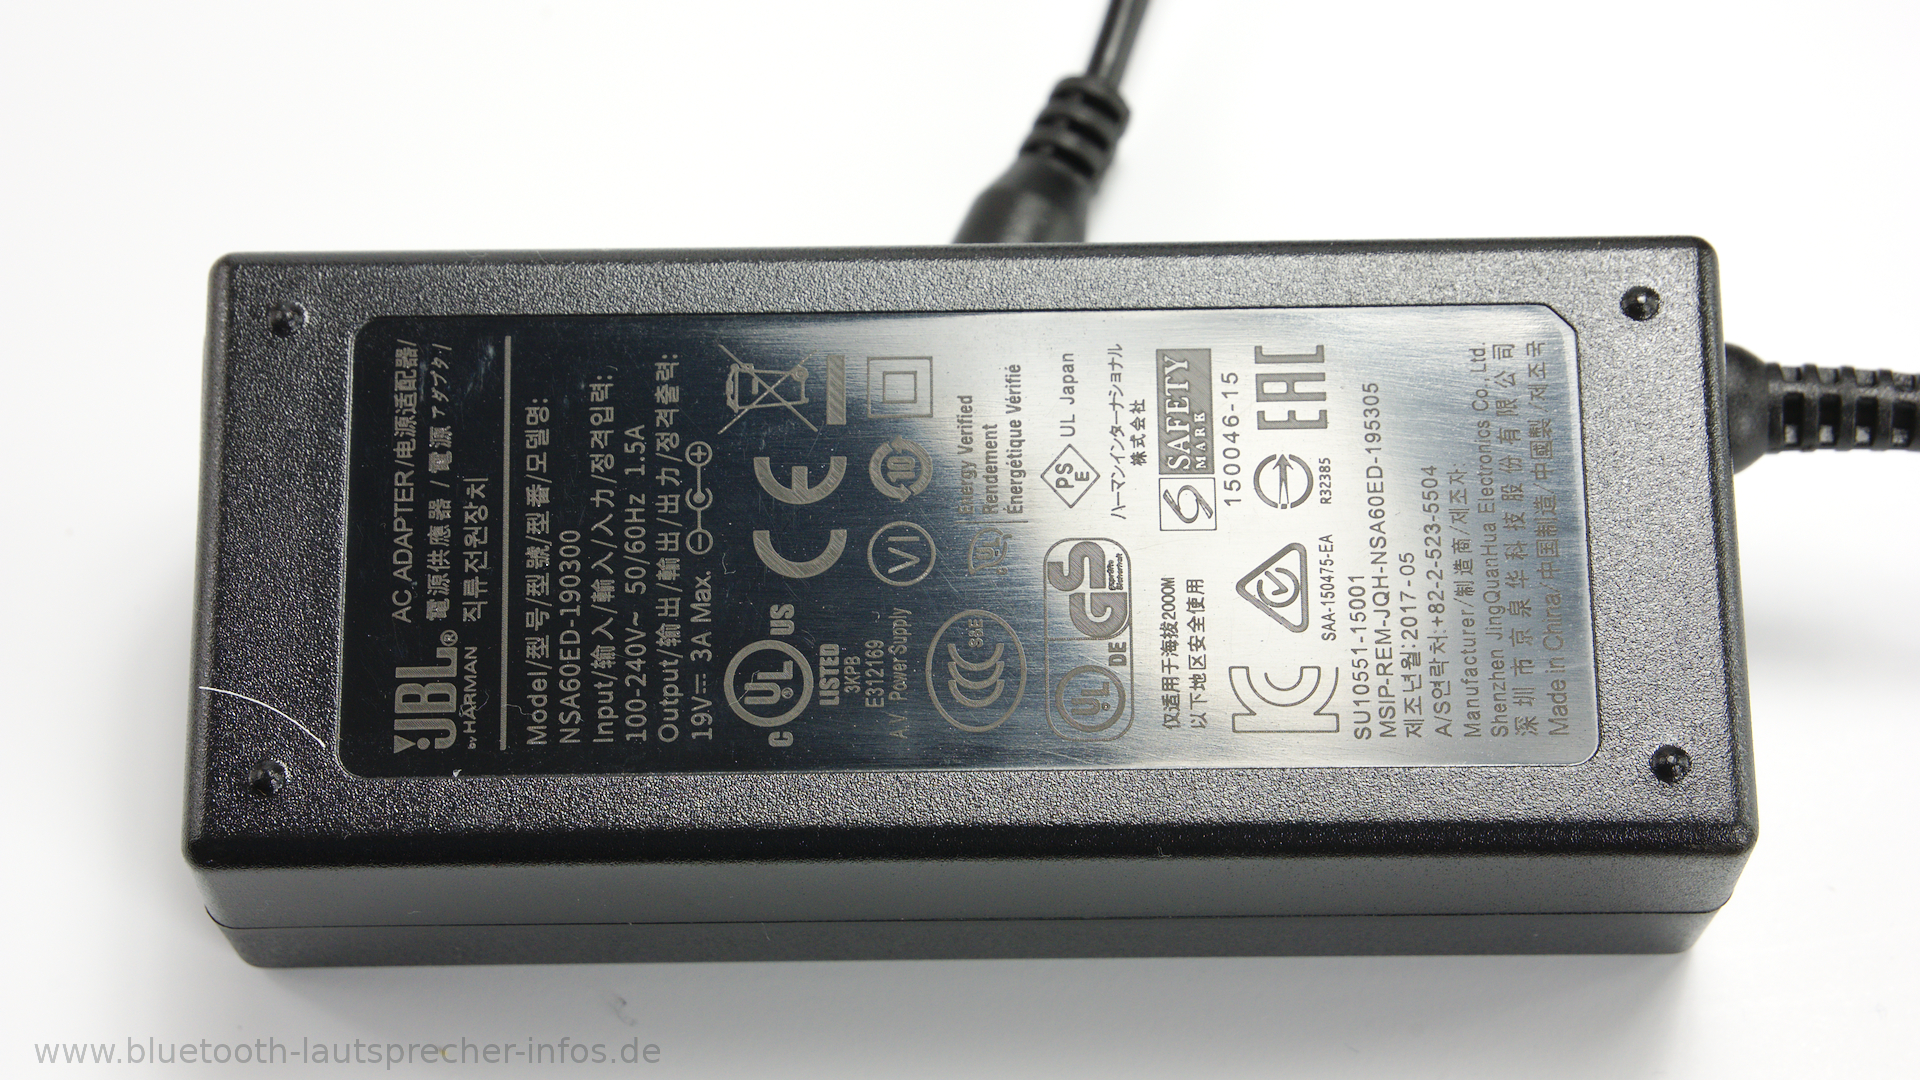 JBL®
by HARMAN
AC ADAPTER/电源适配器/
電源供應器 / 電源 アダプタ /
직류전원장치
Model/型号/型號/型番/모델명:
NSA60ED-190300
Input/输入/輸入/入力/정격입력:
100-240V~ 50/60Hz 1.5A
Output/输出/輸出/出力/정격출력:
19V⎓ 3A Max.
C UL US
LISTED
3KPB
E312169
A.V. Power Supply
CE
10
VI
Energy Verified
Rendement
Énergétique Vérifié
CCC
S&E
UL
DE
GS
geprüfte
Sicherheit
PS
E
UL Japan
ハーマンインターナショナル
株式会社
仅适用于海拔2000M
以下地区安全使用
SAFETY
MARK
150046-15
KC
SAA-150475-EA
R32385
EAC
SU10551-15001
MSIP-REM-JQH-NSA60ED-195305
제조년월:2017-05
A/S연락처:+82-2-523-5504
Manufacturer/制造商/제조자
Shenzhen JingQuanHua Electronics Co., Ltd.
深圳市京泉华科技股份有限公司
Made in China/中国制造 中國製/제조국
www.bluetooth-lautsprecher-infos.de